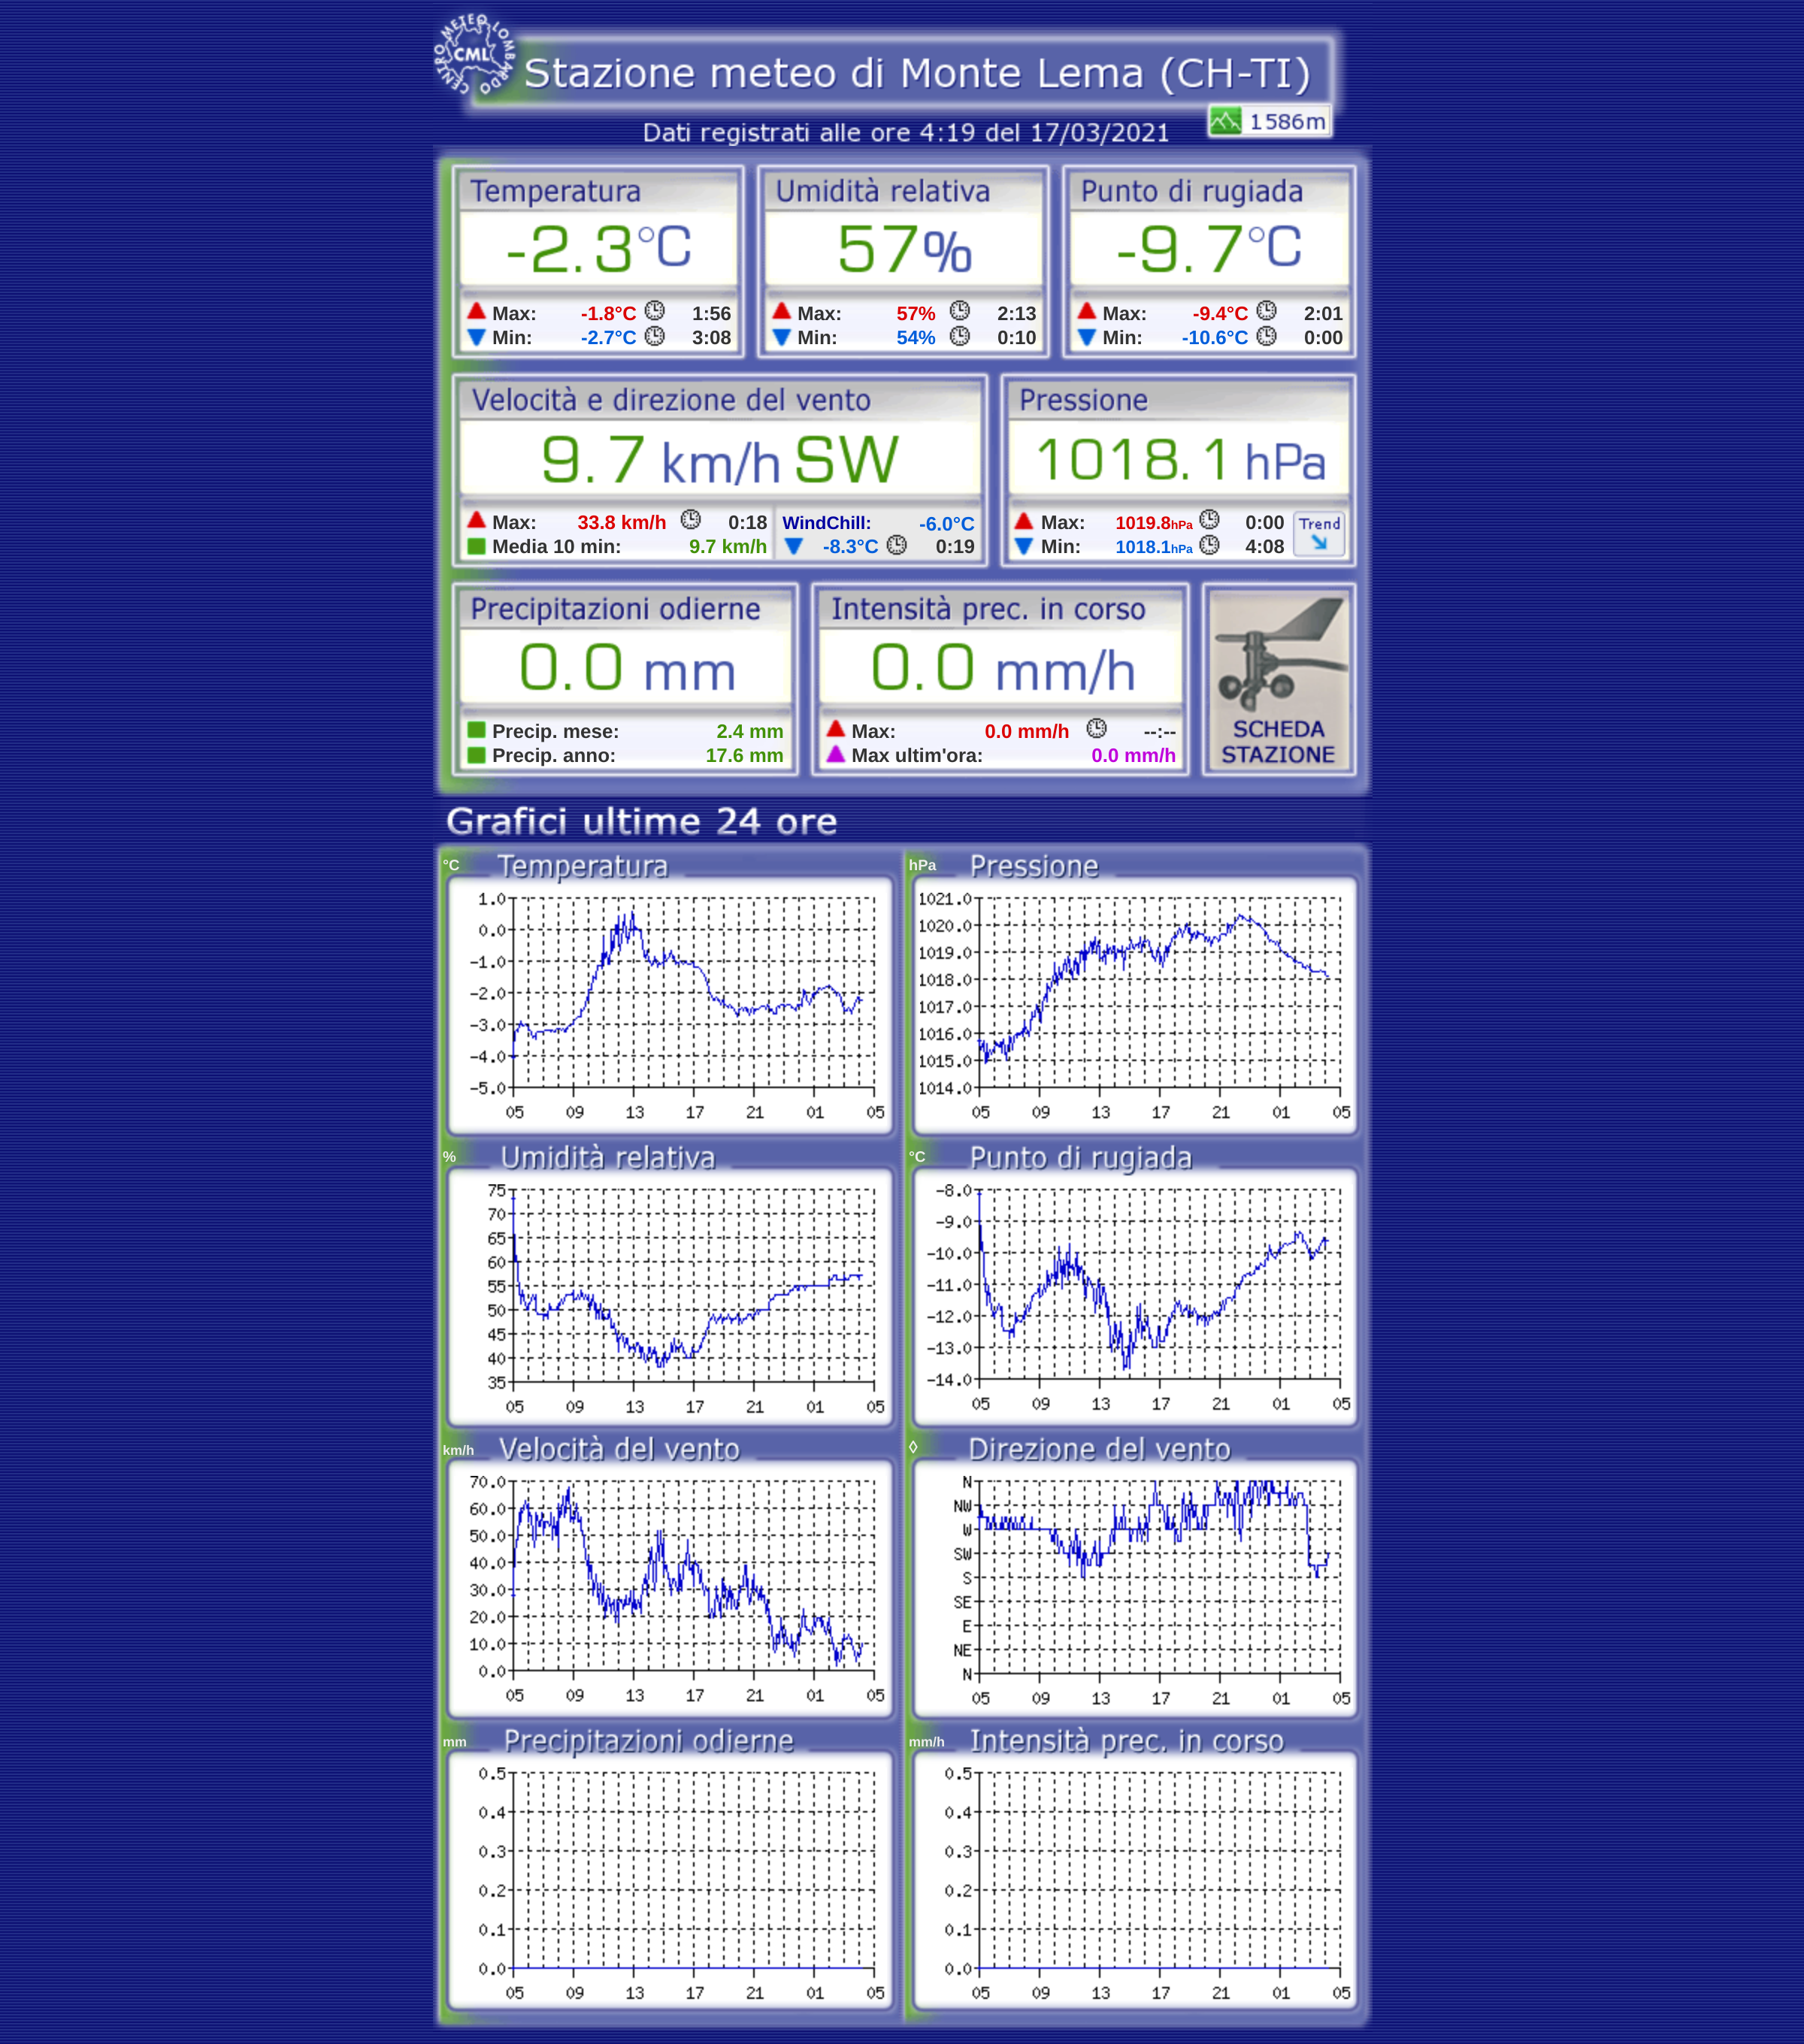 CENTRO METEO LOMBARDO
CML
Stazione meteo di Monte Lema (CH-TI)
1586m
Dati registrati alle ore 4:19 del 17/03/2021
Temperatura
-2.3°C
Max: -1.8°C 1:56
Min: -2.7°C 3:08
Umidità relativa
57%
Max: 57% 2:13
Min: 54% 0:10
Punto di rugiada
-9.7°C
Max: -9.4°C 2:01
Min: -10.6°C 0:00
Velocità e direzione del vento
9.7 km/h SW
Max: 33.8 km/h 0:18
Media 10 min: 9.7 km/h
WindChill: -6.0°C
-8.3°C 0:19
Pressione
1018.1 hPa
Max: 1019.8hPa 0:00
Min: 1018.1hPa 4:08
Trend
Precipitazioni odierne
0.0 mm
Precip. mese: 2.4 mm
Precip. anno: 17.6 mm
Intensità prec. in corso
0.0 mm/h
Max: 0.0 mm/h --:--
Max ultim'ora: 0.0 mm/h
SCHEDA
STAZIONE
Grafici ultime 24 ore
°C Temperatura
1.0
0.0
-1.0
-2.0
-3.0
-4.0
-5.0
05 09 13 17 21 01 05
hPa Pressione
1021.0
1020.0
1019.0
1018.0
1017.0
1016.0
1015.0
1014.0
05 09 13 17 21 01 05
% Umidità relativa
75
70
65
60
55
50
45
40
35
05 09 13 17 21 01 05
°C Punto di rugiada
-8.0
-9.0
-10.0
-11.0
-12.0
-13.0
-14.0
05 09 13 17 21 01 05
km/h Velocità del vento
70.0
60.0
50.0
40.0
30.0
20.0
10.0
0.0
05 09 13 17 21 01 05
◊ Direzione del vento
N
NW
W
SW
S
SE
E
NE
N
05 09 13 17 21 01 05
mm Precipitazioni odierne
0.5
0.4
0.3
0.2
0.1
0.0
05 09 13 17 21 01 05
mm/h Intensità prec. in corso
0.5
0.4
0.3
0.2
0.1
0.0
05 09 13 17 21 01 05